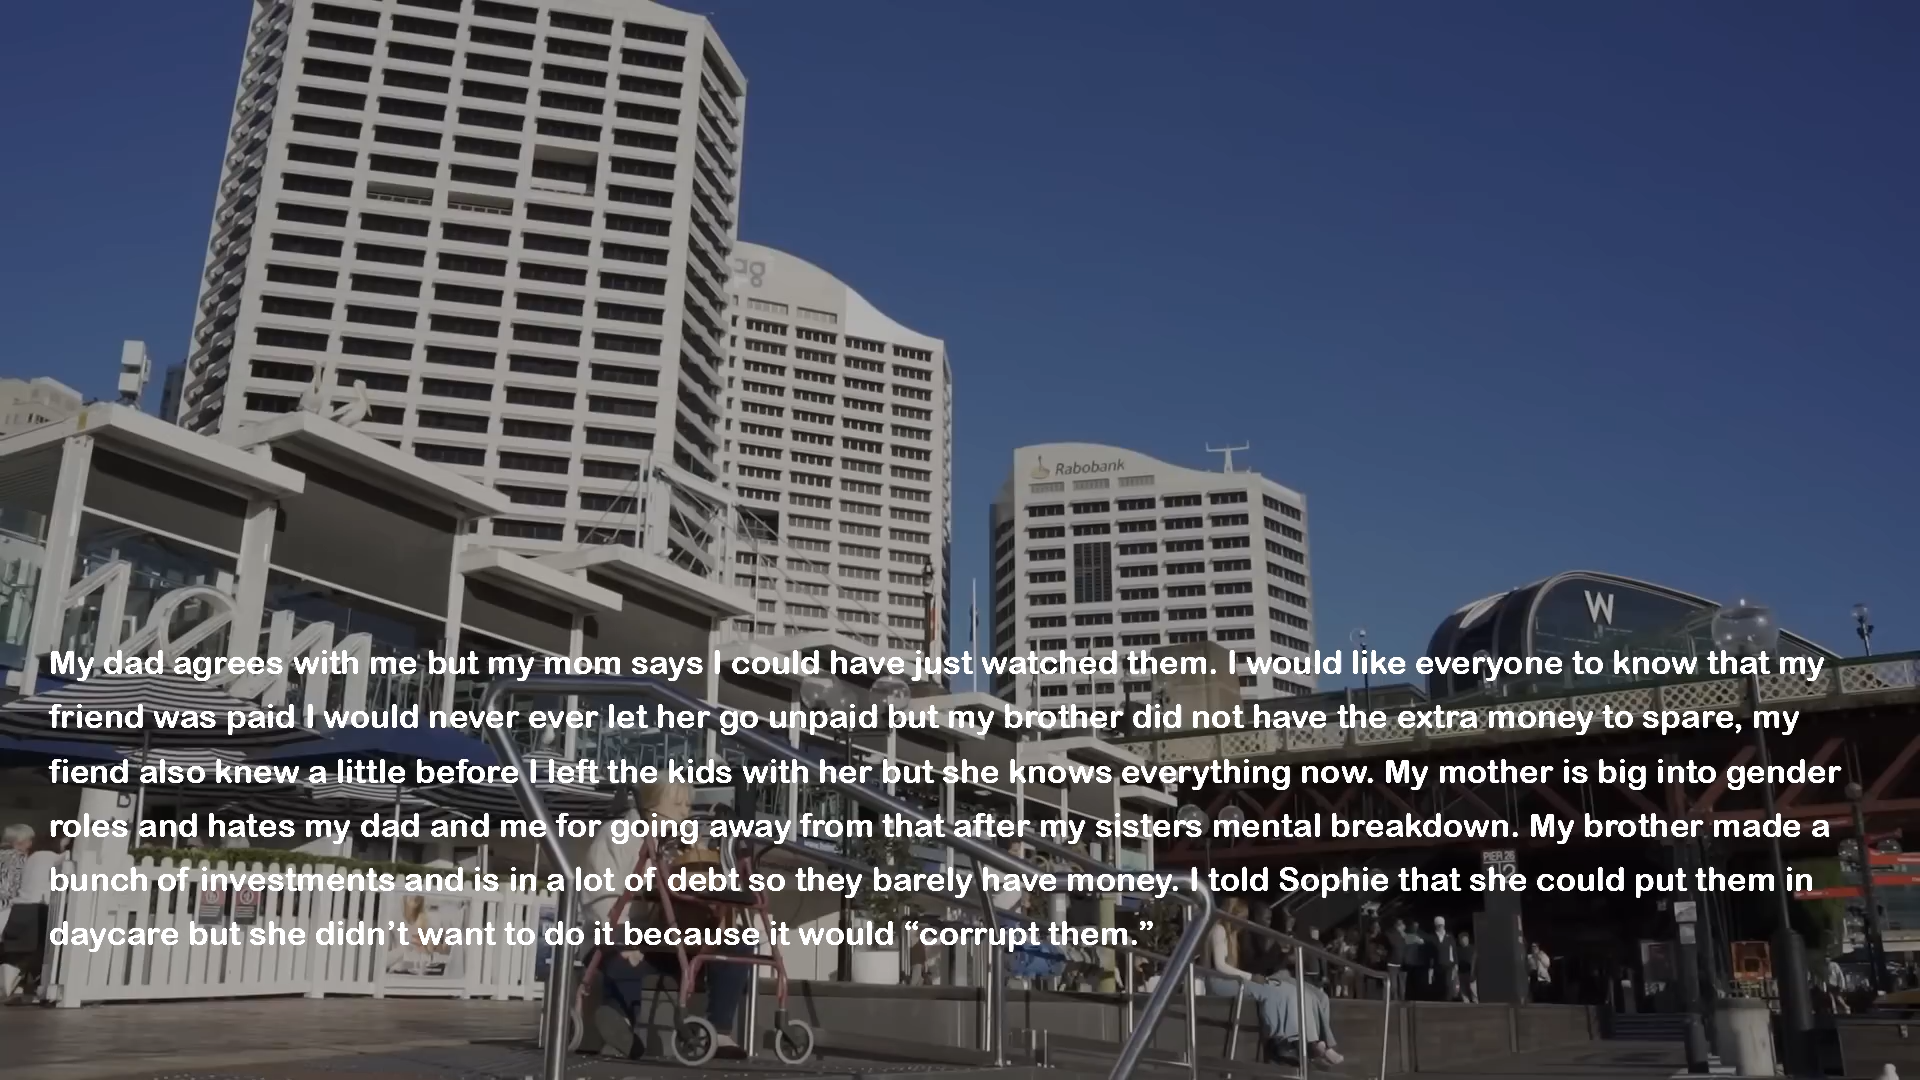 ag
Rabobank
W
My dad agrees with me but my mom says I could have just watched them. I would like everyone to know that my
friend was paid I would never ever let her go unpaid but my brother did not have the extra money to spare, my
fiend also knew a little before I left the kids with her but she knows everything now. My mother is big into gender
roles and hates my dad and me for going away from that after my sisters mental breakdown. My brother made a
bunch of investments and is in a lot of debt so they barely have money. I told Sophie that she could put them in
daycare but she didn’t want to do it because it would “corrupt them.”
PIER 26